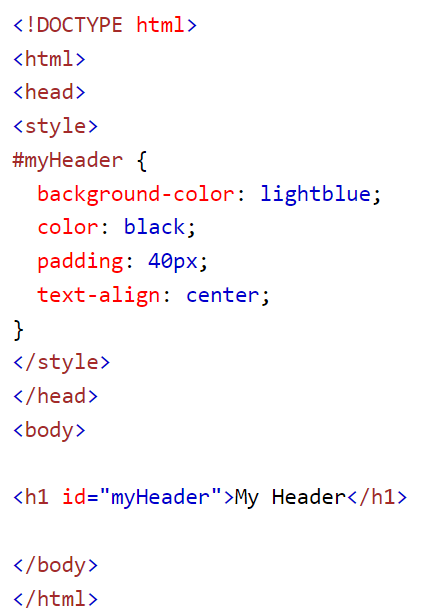 <!DOCTYPE html>
<html>
<head>
<style>
#myHeader {
  background-color: lightblue;
  color: black;
  padding: 40px;
  text-align: center;
}
</style>
</head>
<body>
<h1 id="myHeader">My Header</h1>
</body>
</html>